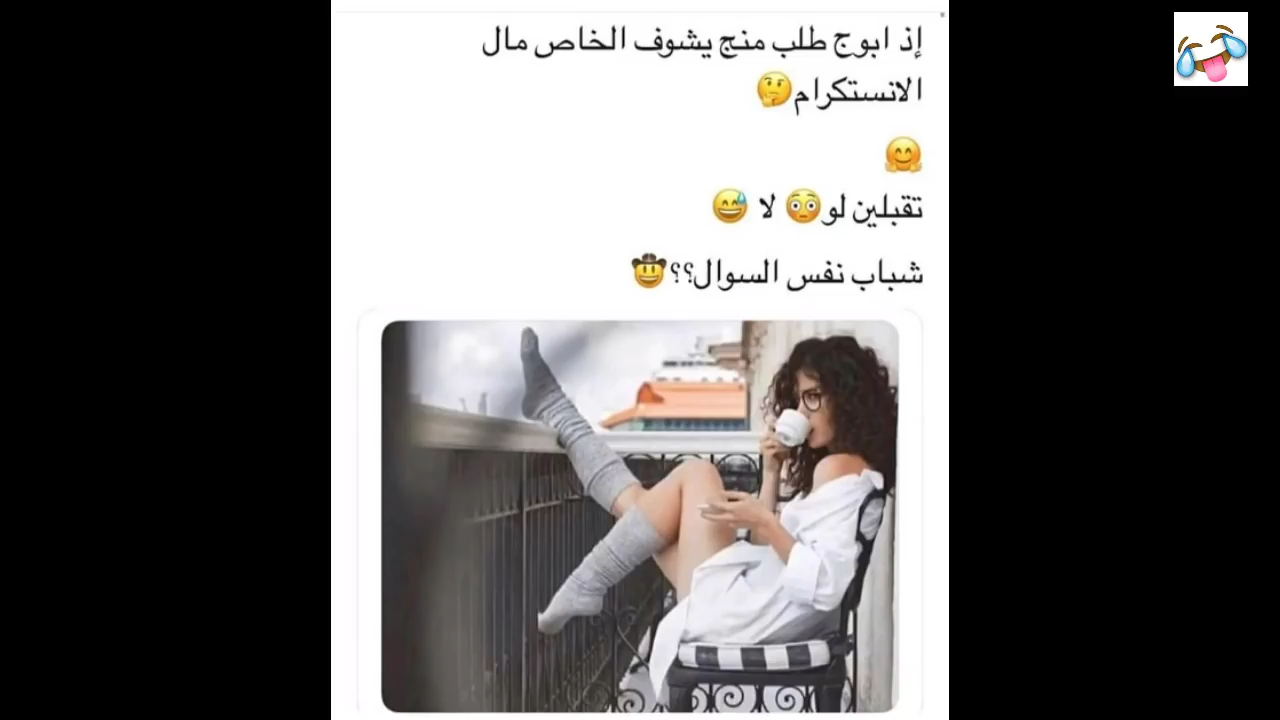 إذ ابوج طلب منج يشوف الخاص مال
الانستكرام🤔
🤗
تقبلين لو😳 لا 😅
شباب نفس السوال؟؟🤠